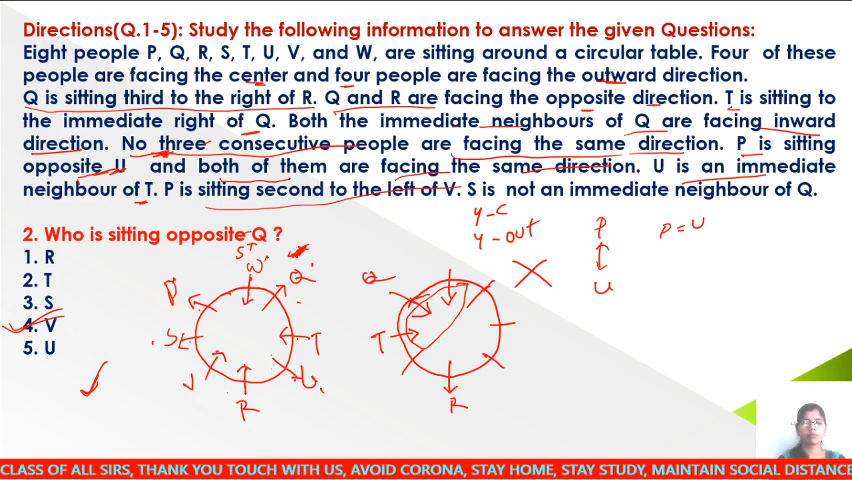 Directions(Q.1-5): Study the following information to answer the given Questions:
Eight people P, Q, R, S, T, U, V, and W, are sitting around a circular table. Four of these
people are facing the center and four people are facing the outward direction.
Q is sitting third to the right of R. Q and R are facing the opposite direction. T is sitting to
the immediate right of Q. Both the immediate neighbours of Q are facing inward
direction. No three consecutive people are facing the same direction. P is sitting
opposite U and both of them are facing the same direction. U is an immediate
neighbour of T. P is sitting second to the left of V. S is not an immediate neighbour of Q.
2. Who is sitting opposite Q ?
1. R
2. T
3. S
4. V
5. U
4-C
4-OUT
P
U
P=U
ST
W
Q
P
S
T
V
U
R
Q
T
R
CLASS OF ALL SIRS, THANK YOU TOUCH WITH US, AVOID CORONA, STAY HOME, STAY STUDY, MAINTAIN SOCIAL DISTANCE